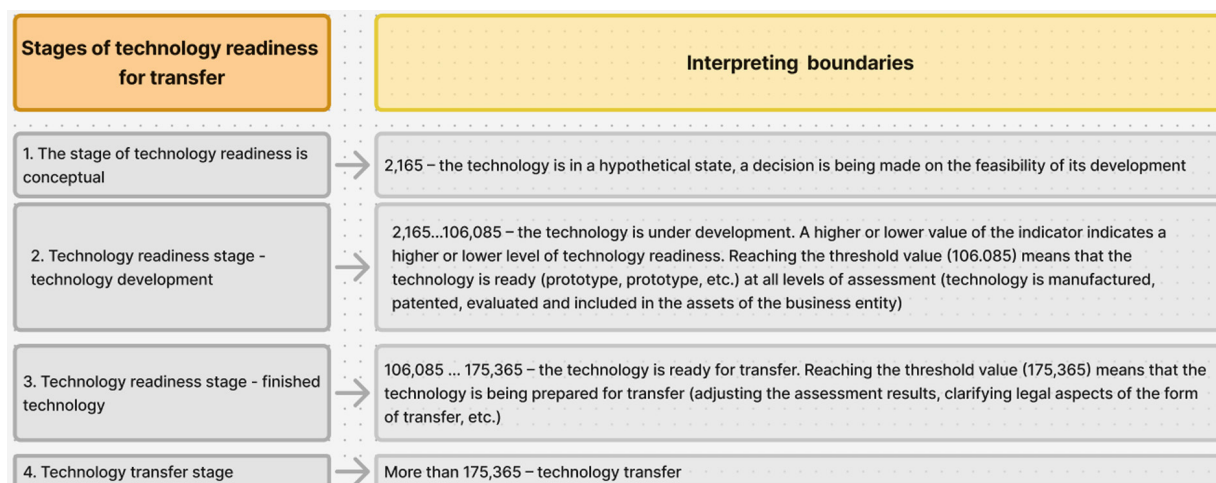 Stages of technology readiness
for transfer
Interpreting boundaries
1. The stage of technology readiness is
conceptual
2,165 – the technology is in a hypothetical state, a decision is being made on the feasibility of its development
2. Technology readiness stage -
technology development
2,165...106,085 – the technology is under development. A higher or lower value of the indicator indicates a
higher or lower level of technology readiness. Reaching the threshold value (106.085) means that the
technology is ready (prototype, prototype, etc.) at all levels of assessment (technology is manufactured,
patented, evaluated and included in the assets of the business entity)
3. Technology readiness stage - finished
technology
106,085 ... 175,365 – the technology is ready for transfer. Reaching the threshold value (175,365) means that the
technology is being prepared for transfer (adjusting the assessment results, clarifying legal aspects of the form
of transfer, etc.)
4. Technology transfer stage
More than 175,365 – technology transfer